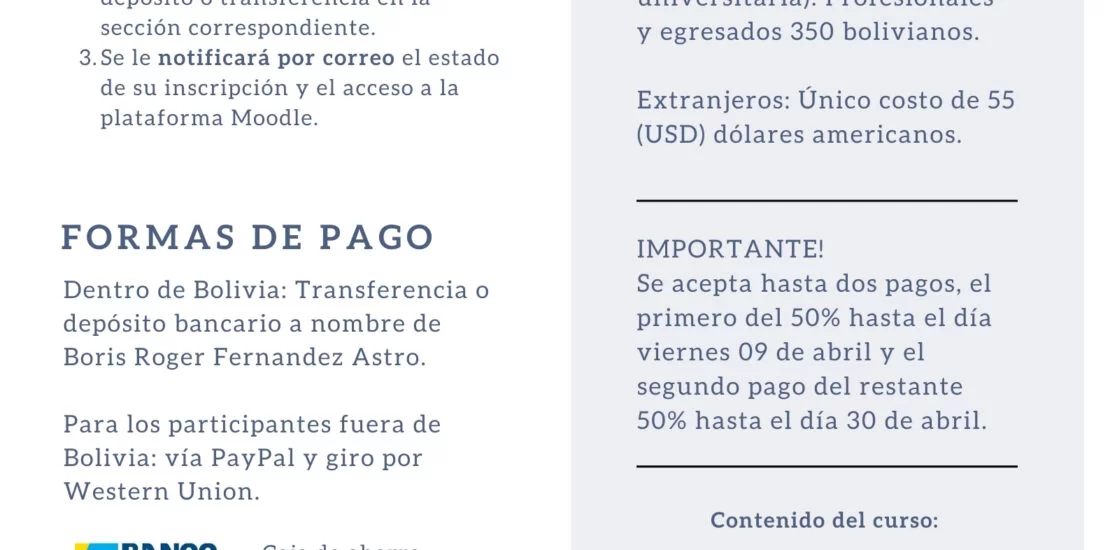 depósito o transferencia en la
sección correspondiente.
3. Se le notificará por correo el estado
de su inscripción y el acceso a la
plataforma Moodle.
FORMAS DE PAGO
Dentro de Bolivia: Transferencia o
depósito bancario a nombre de
Boris Roger Fernandez Astro.
Para los participantes fuera de
Bolivia: vía PayPal y giro por
Western Union.
BANCO
Caja de ahorro
universitaria). Profesionales
y egresados 350 bolivianos.
Extranjeros: Único costo de 55
(USD) dólares americanos.
IMPORTANTE!
Se acepta hasta dos pagos, el
primero del 50% hasta el día
viernes 09 de abril y el
segundo pago del restante
50% hasta el día 30 de abril.
Contenido del curso: